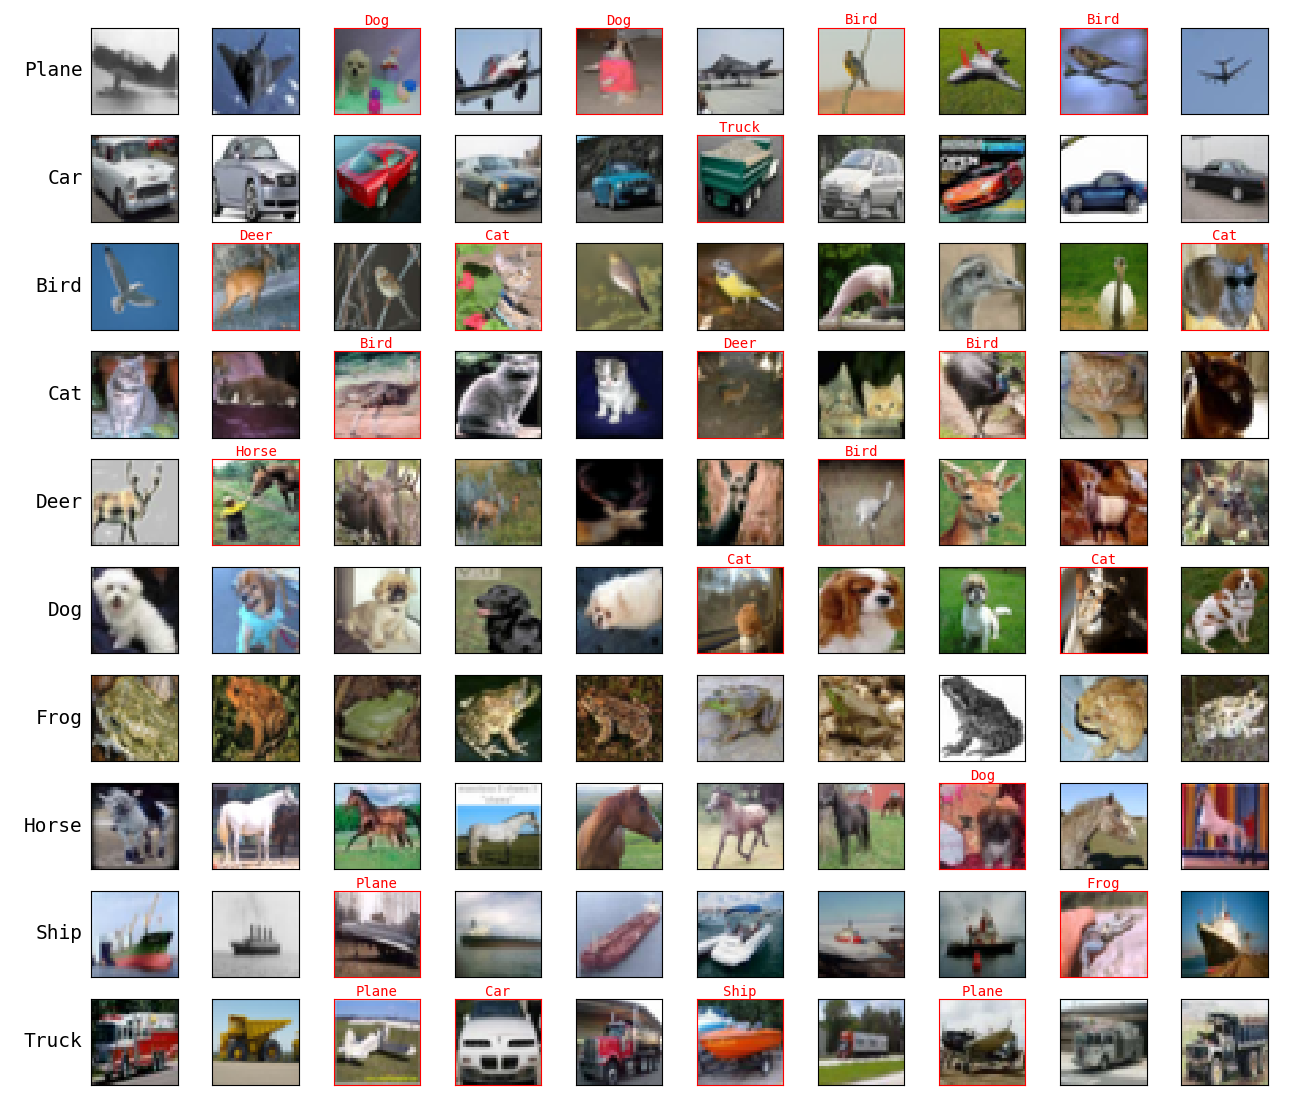 Dog Dog Bird Bird
Plane
Truck
Car
Deer Cat Cat
Bird
Bird Deer Bird
Cat
Horse Bird
Deer
Cat Cat
Dog
Frog
Dog
Horse
Plane Frog
Ship
Plane Car Ship Plane
Truck